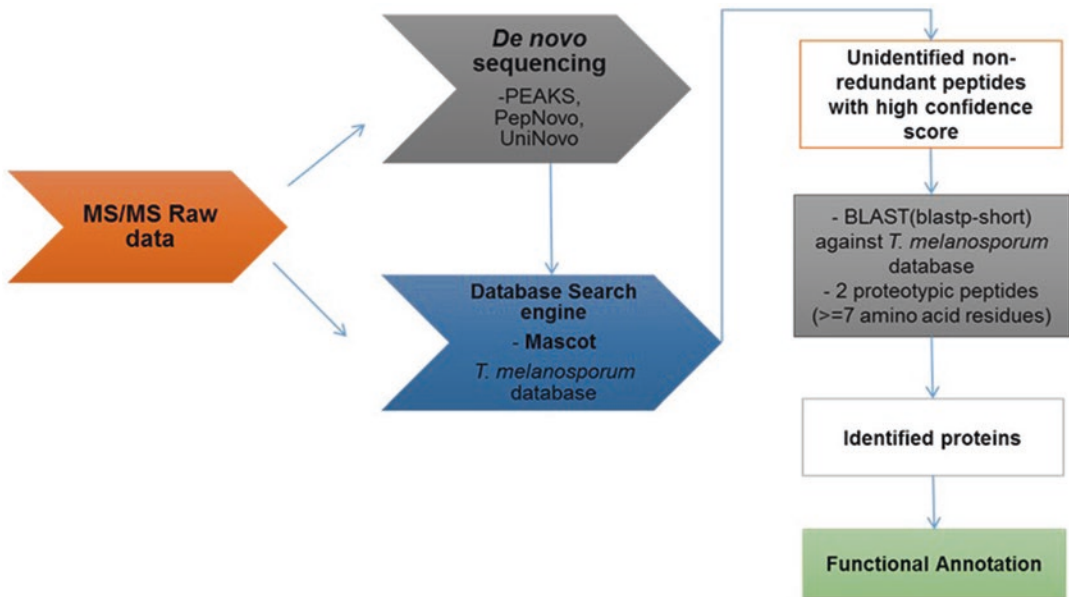 De novo
sequencing
-PEAKS,
PepNovo,
UniNovo
MS/MS Raw
data
Database Search
engine
- Mascot
T. melanosporum
database
Unidentified non-
redundant peptides
with high confidence
score
- BLAST(blastp-short)
against T. melanosporum
database
- 2 proteotypic peptides
(>=7 amino acid residues)
Identified proteins
Functional Annotation